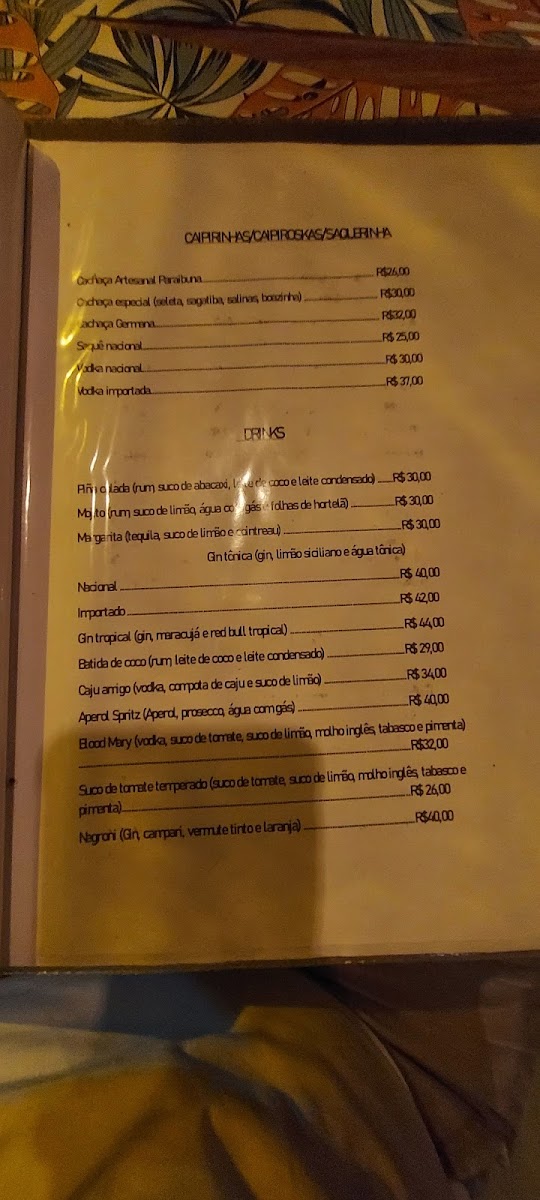 CAIPIRINHAS/CAIPIROSKAS/SAQUERINHA
Cachaça Artesanal Paraibuna R$26,00
Cachaça especial (seleta, sagatiba, salinas, boazinha) R$30,00
Cachaça Germana R$32,00
Saquê nacional R$ 25,00
Vodka nacional R$ 30,00
Vodka importada R$ 37,00
DRINKS
Piña colada (rum, suco de abacaxi, leite de coco e leite condensado) R$ 30,00
Mojito (rum, suco de limão, água com gás e folhas de hortelã) R$ 30,00
Margarita (tequila, suco de limão e cointreau) R$ 30,00
Gin tônica (gin, limão siciliano e água tônica)
Nacional R$ 40,00
Importado R$ 42,00
Gin tropical (gin, maracujá e red bull tropical) R$ 44,00
Batida de coco (rum, leite de coco e leite condensado) R$ 29,00
Caju amigo (vodka, compota de caju e suco de limão) R$ 34,00
Aperol Spritz (Aperol, prosecco, água com gás) R$ 40,00
Blood Mary (vodka, suco de tomate, suco de limão, molho inglês, tabasco e pimenta)
R$32,00
Suco de tomate temperado (suco de tomate, suco de limão, molho inglês, tabasco e
pimenta) R$ 26,00
Negroni (Gin, campari, vermute tinto e laranja) R$40,00